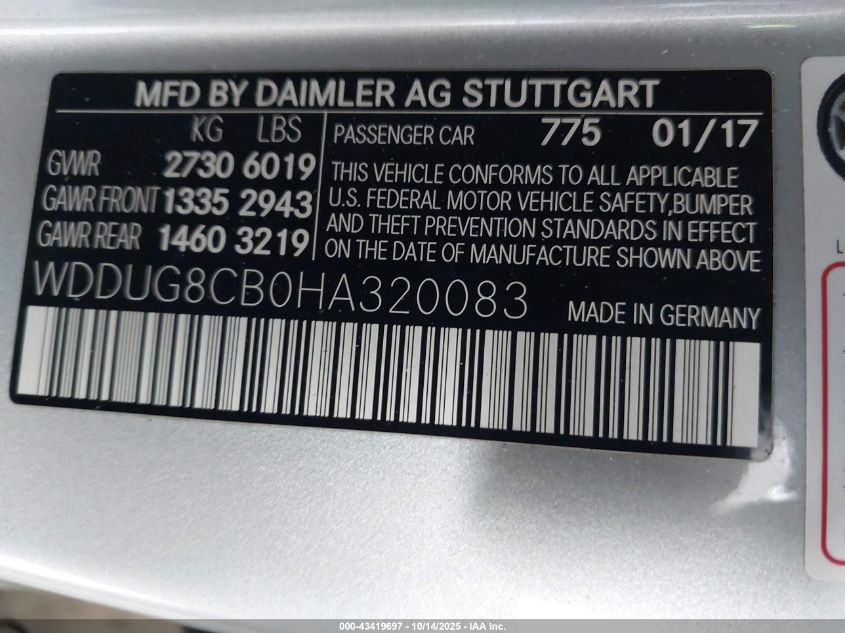 MFD BY DAIMLER AG STUTTGART
KG LBS
GVWR 2730 6019
GAWR FRONT 1335 2943
GAWR REAR 1460 3219
PASSENGER CAR 775 01/17
THIS VEHICLE CONFORMS TO ALL APPLICABLE
U.S. FEDERAL MOTOR VEHICLE SAFETY,BUMPER
AND THEFT PREVENTION STANDARDS IN EFFECT
ON THE DATE OF MANUFACTURE SHOWN ABOVE
WDDUG8CB0HA320083 MADE IN GERMANY
L
000-43419697 - 10/14/2025 - IAA Inc.